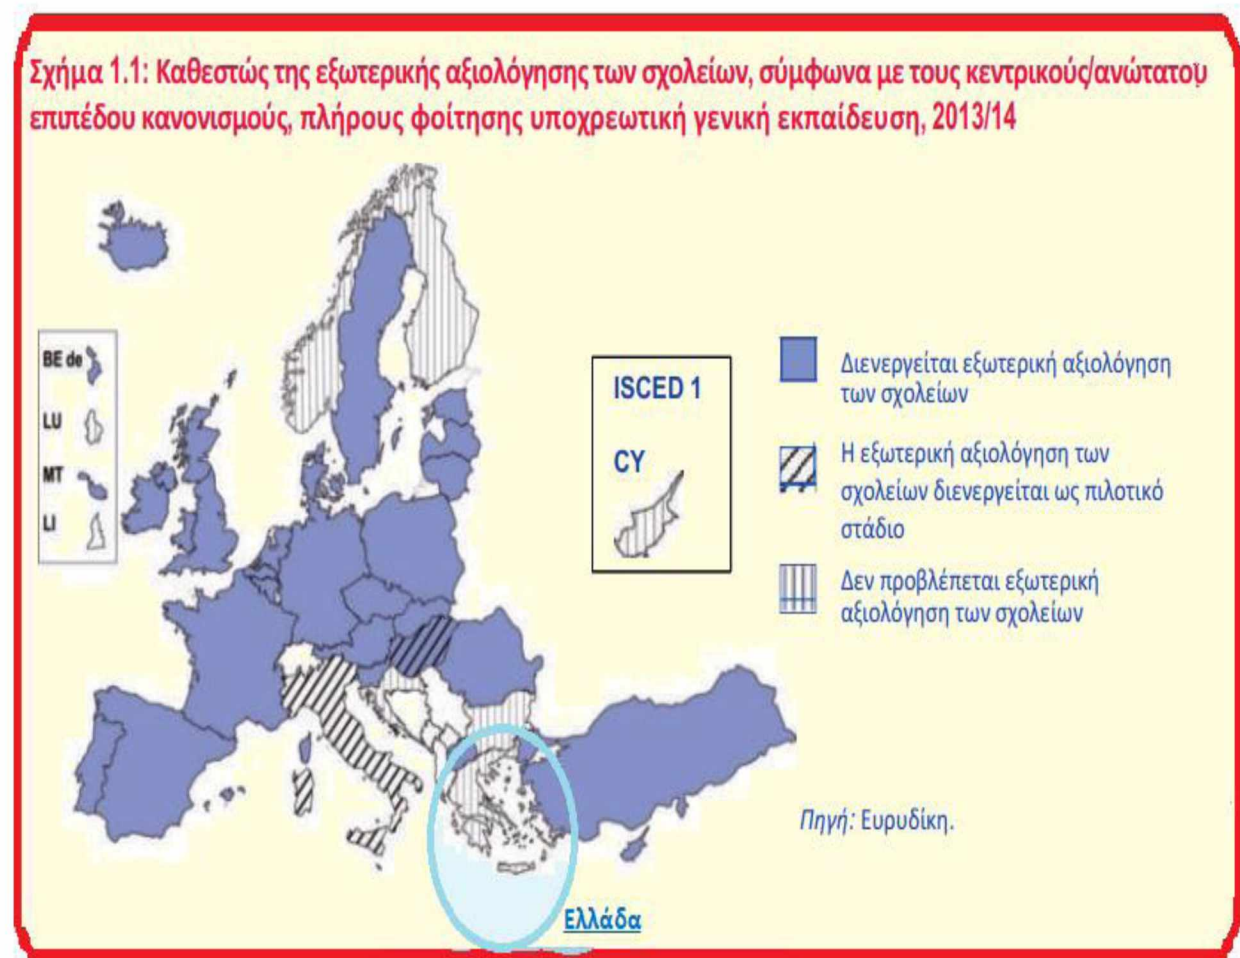 Σχήμα 1.1: Καθεστώς της εξωτερικής αξιολόγησης των σχολείων, σύμφωνα με τους κεντρικούς/ανώτατου
επιπέδου κανονισμούς, πλήρους φοίτησης υποχρεωτική γενική εκπαίδευση, 2013/14
BE de
LU
MT
LI
ISCED 1
CY
Διενεργείται εξωτερική αξιολόγηση
των σχολείων
Η εξωτερική αξιολόγηση των
σχολείων διενεργείται ως πιλοτικό
στάδιο
Δεν προβλέπεται εξωτερική
αξιολόγηση των σχολείων
Πηγή: Ευρυδίκη.
Ελλάδα